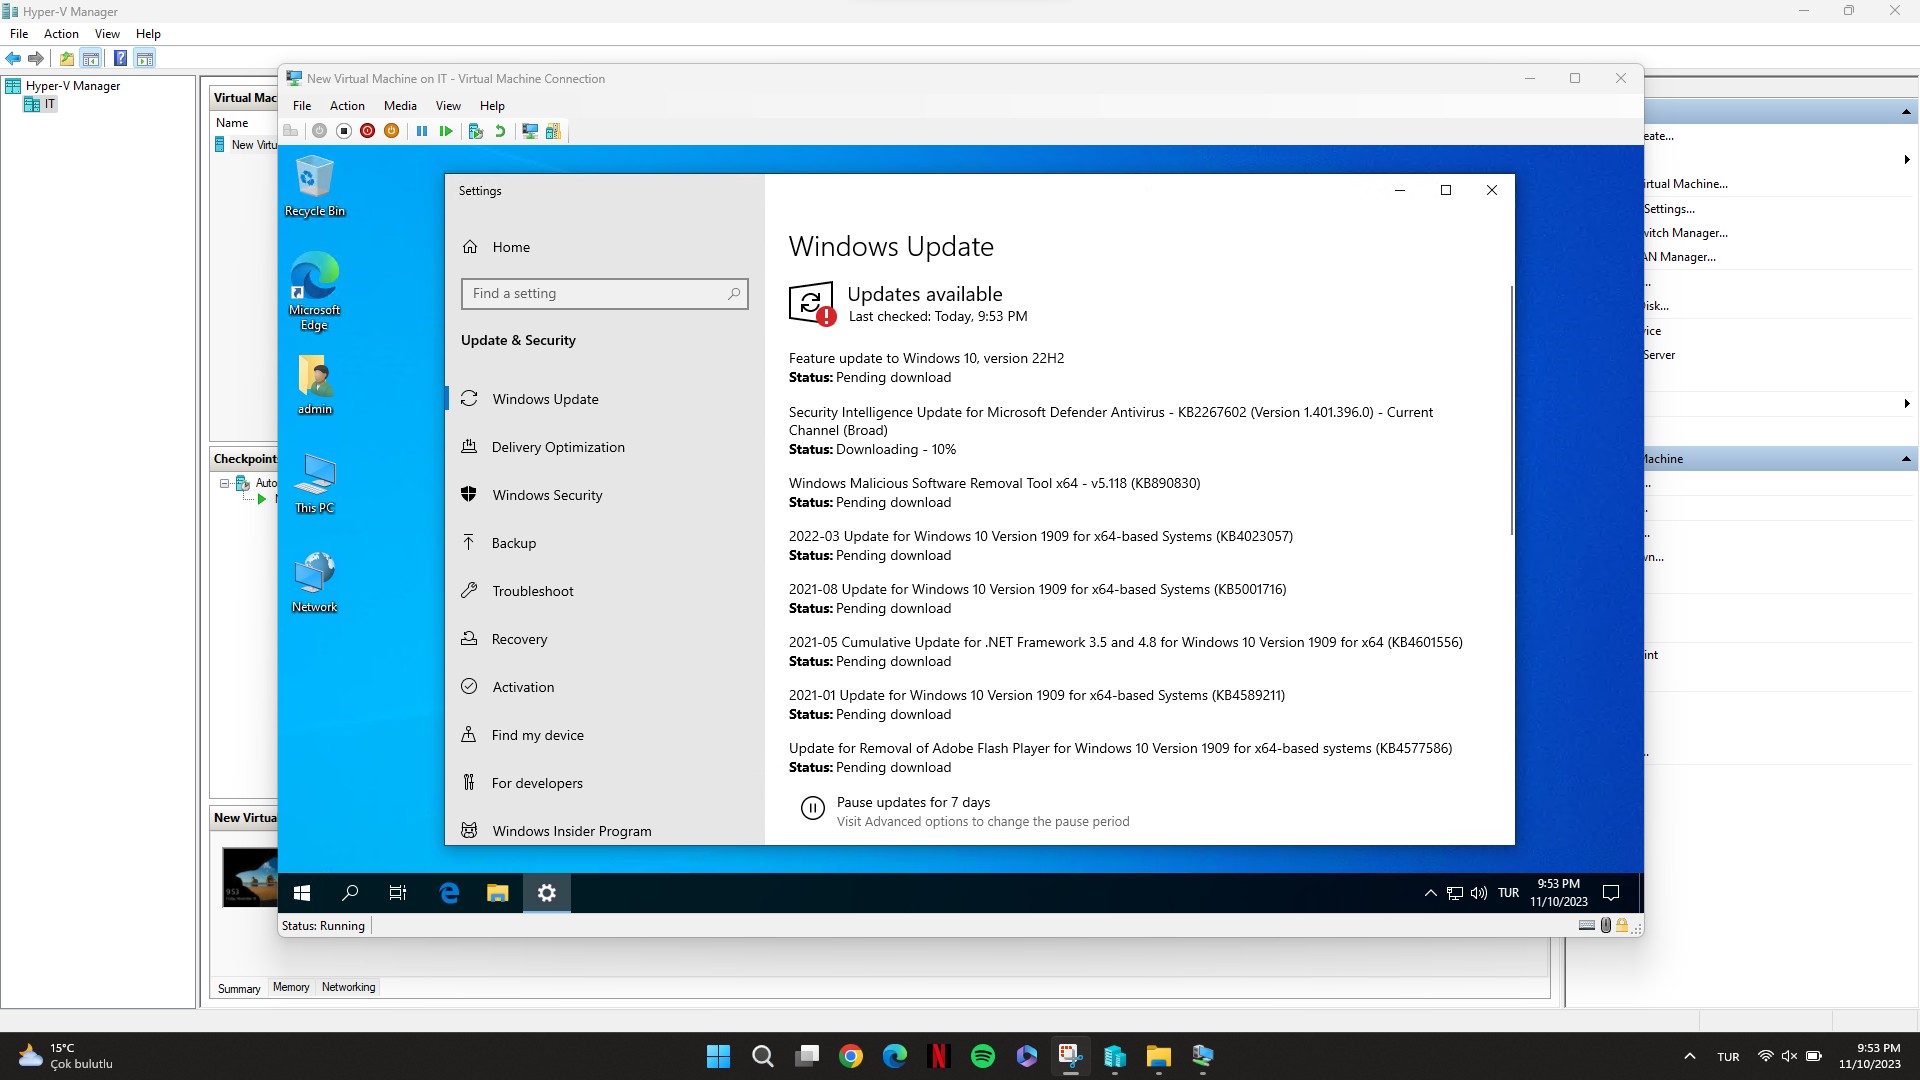 Hyper-V Manager
File Action View Help
Hyper-V Manager
IT
Virtual Mac
Name
New Virtu
Checkpoint
Auto
New Virtua
Summary Memory Networking
New Virtual Machine on IT - Virtual Machine Connection
File Action Media View Help
Recycle Bin
Microsoft
Edge
admin
This PC
Network
Settings
Home
Find a setting
Update & Security
Windows Update
Delivery Optimization
Windows Security
Backup
Troubleshoot
Recovery
Activation
Find my device
For developers
Windows Insider Program
Windows Update
Updates available
Last checked: Today, 9:53 PM
Feature update to Windows 10, version 22H2
Status: Pending download
Security Intelligence Update for Microsoft Defender Antivirus - KB2267602 (Version 1.401.396.0) - Current
Channel (Broad)
Status: Downloading - 10%
Windows Malicious Software Removal Tool x64 - v5.118 (KB890830)
Status: Pending download
2022-03 Update for Windows 10 Version 1909 for x64-based Systems (KB4023057)
Status: Pending download
2021-08 Update for Windows 10 Version 1909 for x64-based Systems (KB5001716)
Status: Pending download
2021-05 Cumulative Update for .NET Framework 3.5 and 4.8 for Windows 10 Version 1909 for x64 (KB4601556)
Status: Pending download
2021-01 Update for Windows 10 Version 1909 for x64-based Systems (KB4589211)
Status: Pending download
Update for Removal of Adobe Flash Player for Windows 10 Version 1909 for x64-based systems (KB4577586)
Status: Pending download
Pause updates for 7 days
Visit Advanced options to change the pause period
TUR
9:53 PM
11/10/2023
Status: Running
eate...
irtual Machine...
Settings...
witch Manager...
AN Manager...
isk...
vice
Server
Machine
wn...
int
15°C
Çok bulutlu
TUR
9:53 PM
11/10/2023